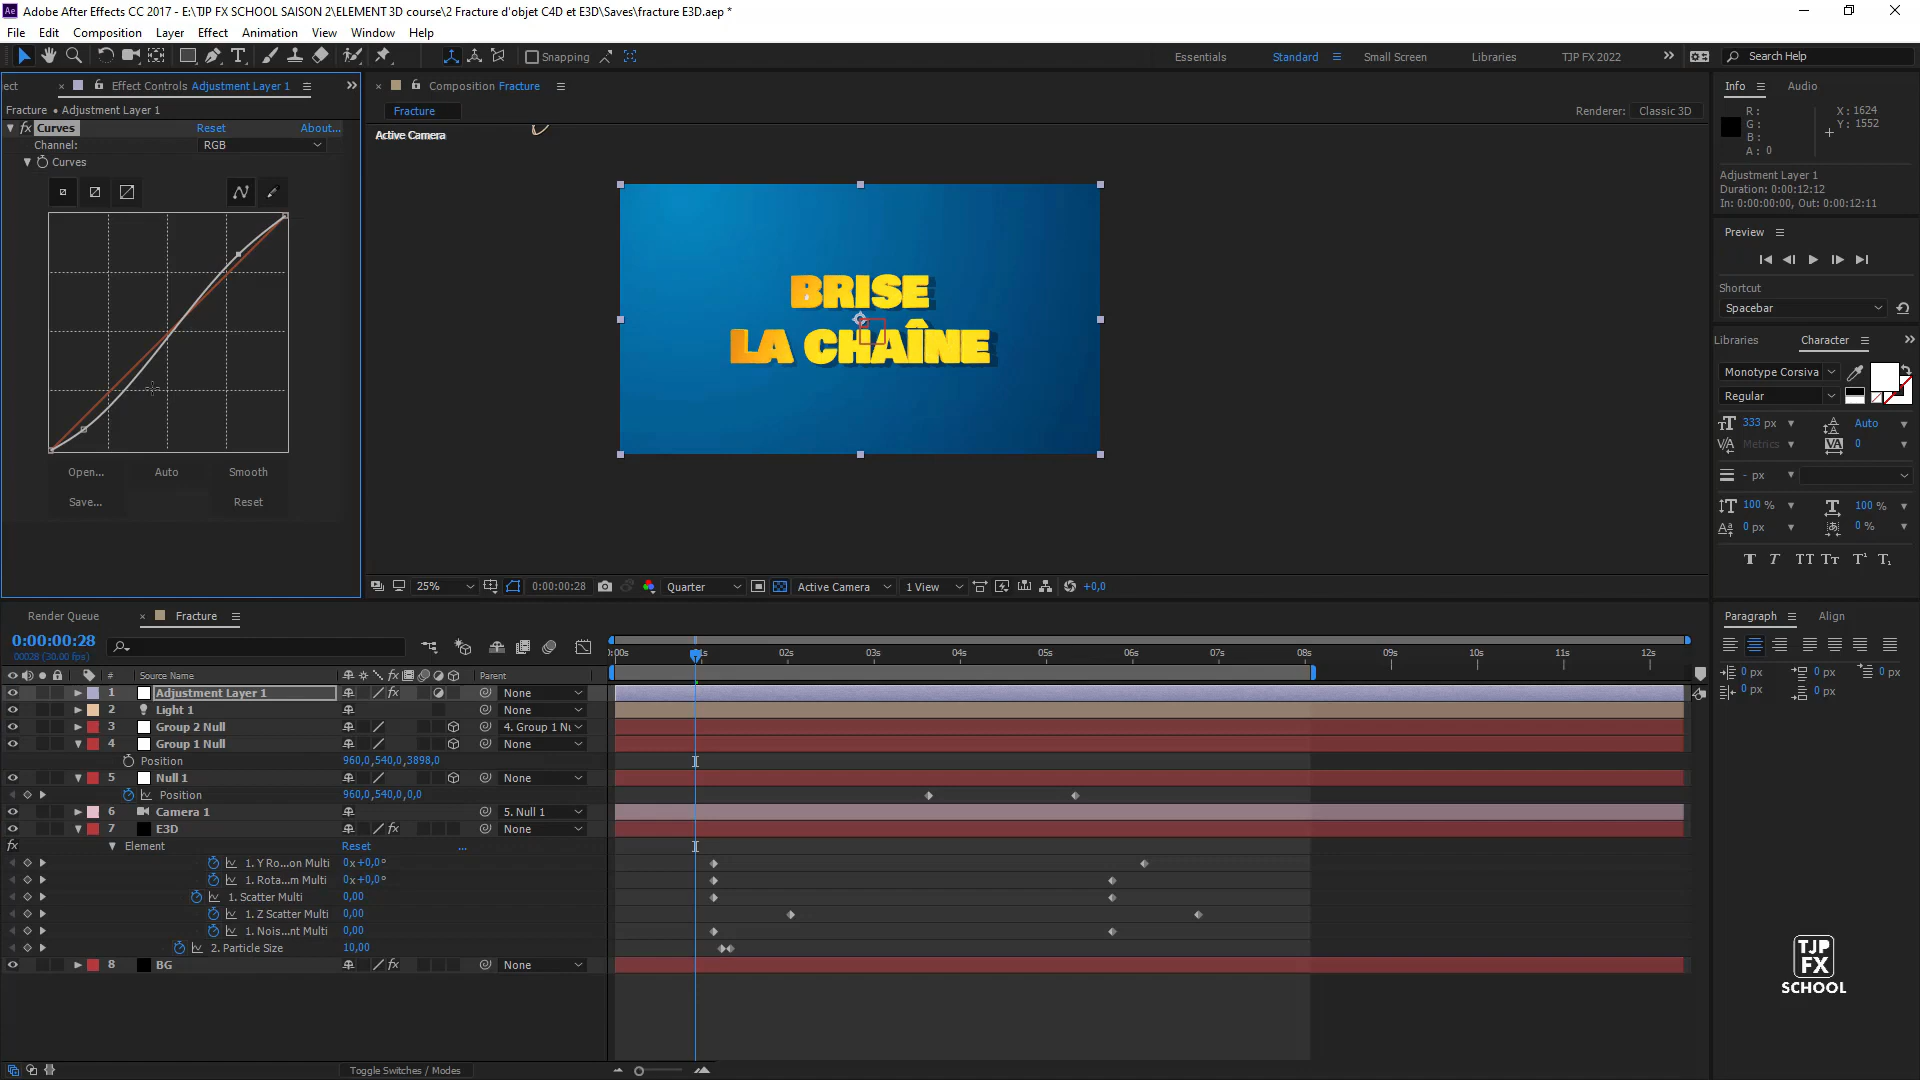 Adobe After Effects CC 2017 - E:\TJP FX SCHOOL SAISON 2\ELEMENT 3D course\2 Fracture d'objet C4D et E3D\Saves\fracture E3D.aep *
File Edit Composition Layer Effect Animation View Window Help
Snapping
Essentials Standard Small Screen Libraries TJP FX 2022 Search Help
ect Effect Controls Adjustment Layer 1
Fracture • Adjustment Layer 1
fx Curves Reset About...
Channel: RGB
Curves
Open... Auto Smooth
Save... Reset
Composition Fracture
Fracture
Renderer: Classic 3D
Active Camera
BRISE
LA CHAÎNE
25% 0:00:00:28 Quarter Active Camera 1 View +0,0
Info Audio
R: X: 1624
G: Y: 1552
B:
A: 0
Adjustment Layer 1
Duration: 0:00:12:12
In: 0:00:00:00, Out: 0:00:12:11
Preview
Shortcut
Spacebar
Libraries Character
Monotype Corsiva
Regular
333 px Auto
Metrics 0
- px
100 % 100 %
0 px 0 %
T T TT Tт T¹ T₁
Paragraph Align
0 px 0 px 0 px
0 px 0 px
TJP
FX
SCHOOL
Render Queue Fracture
0:00:00:28
00028 (30.00 fps)
:00s 02s 03s 04s 05s 06s 07s 08s 09s 10s 11s 12s
# Source Name Parent
1 Adjustment Layer 1 fx None
2 Light 1
3 Group 2 Null 4. Group 1 Nu
4 Group 1 Null None
Position 960,0,540,0,3898,0
5 Null 1 None
Position 960,0,540,0,0,0
6 Camera 1 5. Null 1
7 E3D fx None
fx Element Reset ...
1. Y Ro...on Multi 0x+0,0°
1. Rota...m Multi 0x+0,0°
1. Scatter Multi 0,00
1. Z Scatter Multi 0,00
1. Nois...nt Multi 0,00
2. Particle Size 10,00
8 BG fx None
Toggle Switches / Modes